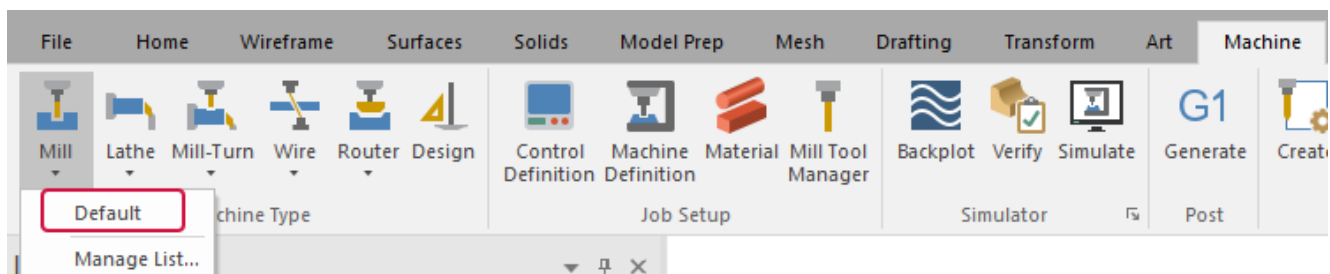 File Home Wireframe Surfaces Solids Model Prep Mesh Drafting Transform Art Machine
G1
Mill Lathe Mill-Turn Wire Router Design Control Machine Material Mill Tool Backplot Verify Simulate Generate Create
Definition Definition Manager
Default chine Type Job Setup Simulator Post
Manage List...